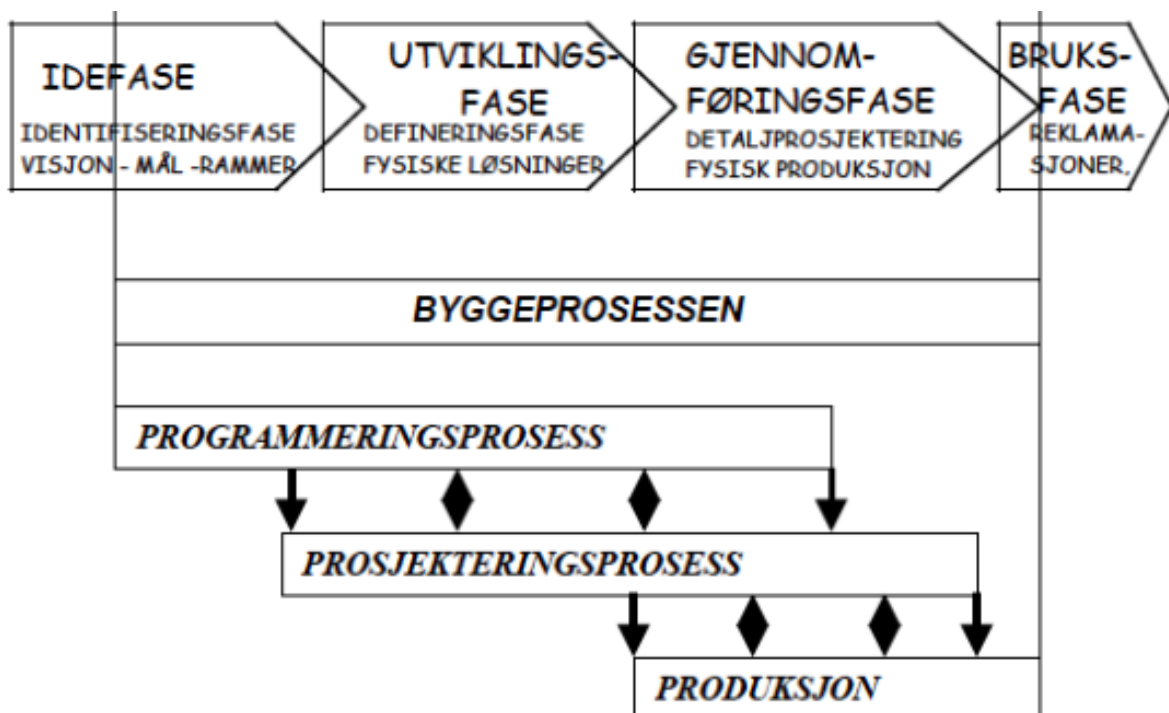 IDEFASE
IDENTIFISERINGSFASE
VISJON - MÅL -RAMMER
UTVIKLINGS-
FASE
DEFINERINGSFASE
FYSISKE LØSNINGER
GJENNOM-
FØRINGSFASE
DETALJPROSJEKTERING
FYSISK PRODUKSJON
BRUKS-
FASE
REKLAMA-
SJONER,
BYGGEPROSESSEN
PROGRAMMERINGSPROSESS
PROSJEKTERINGSPROSESS
PRODUKSJON